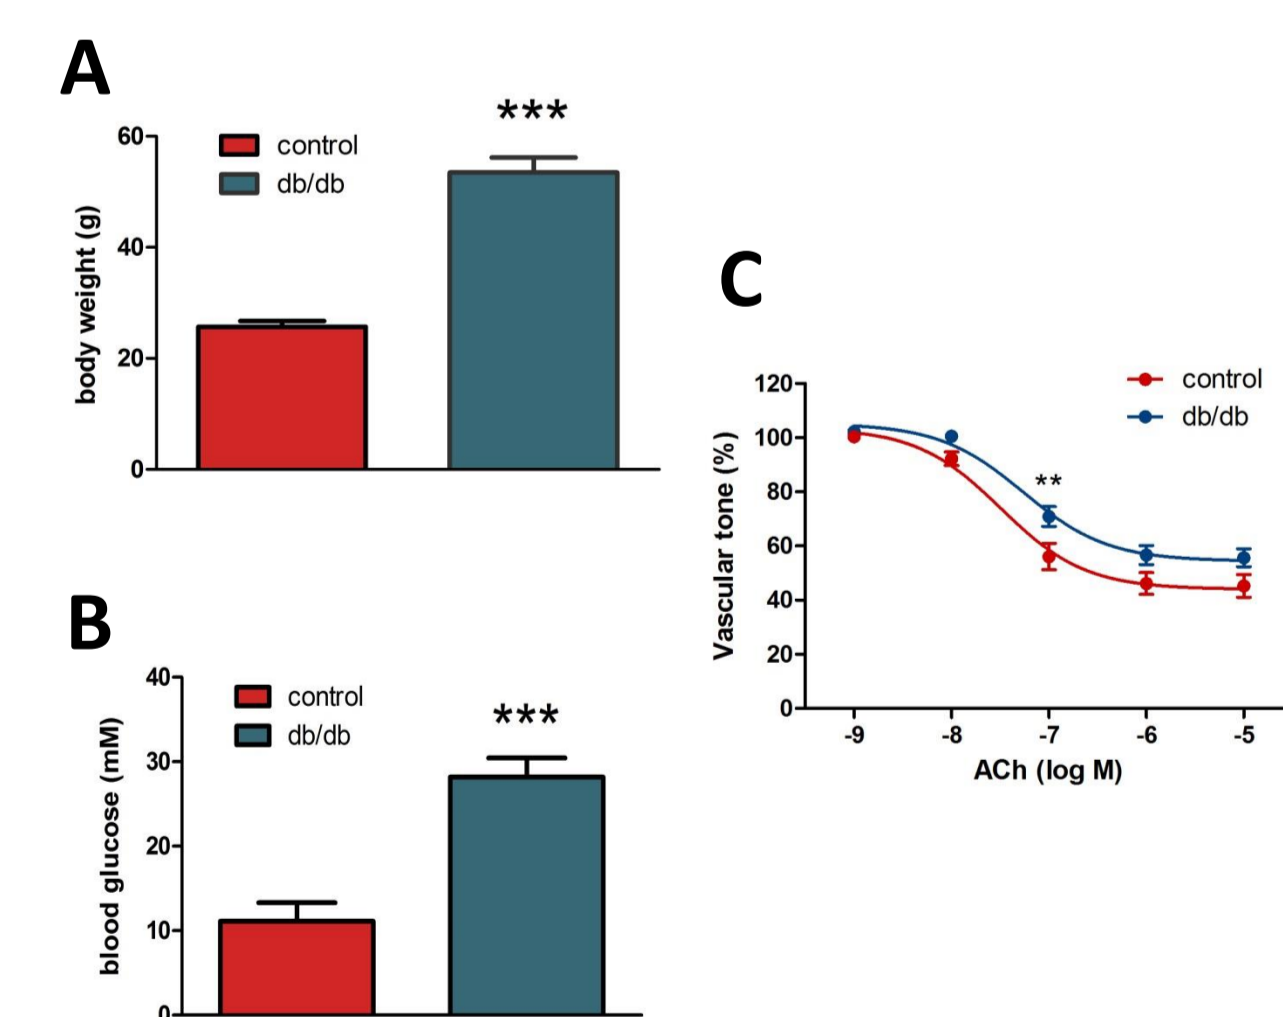 A
***
control
db/db
60
40
20
0
body weight (g)
B
***
control
db/db
40
30
20
10
0
blood glucose (mM)
C
control
db/db
**
120
100
80
60
40
20
0
Vascular tone (%)
-9 -8 -7 -6 -5
ACh (log M)